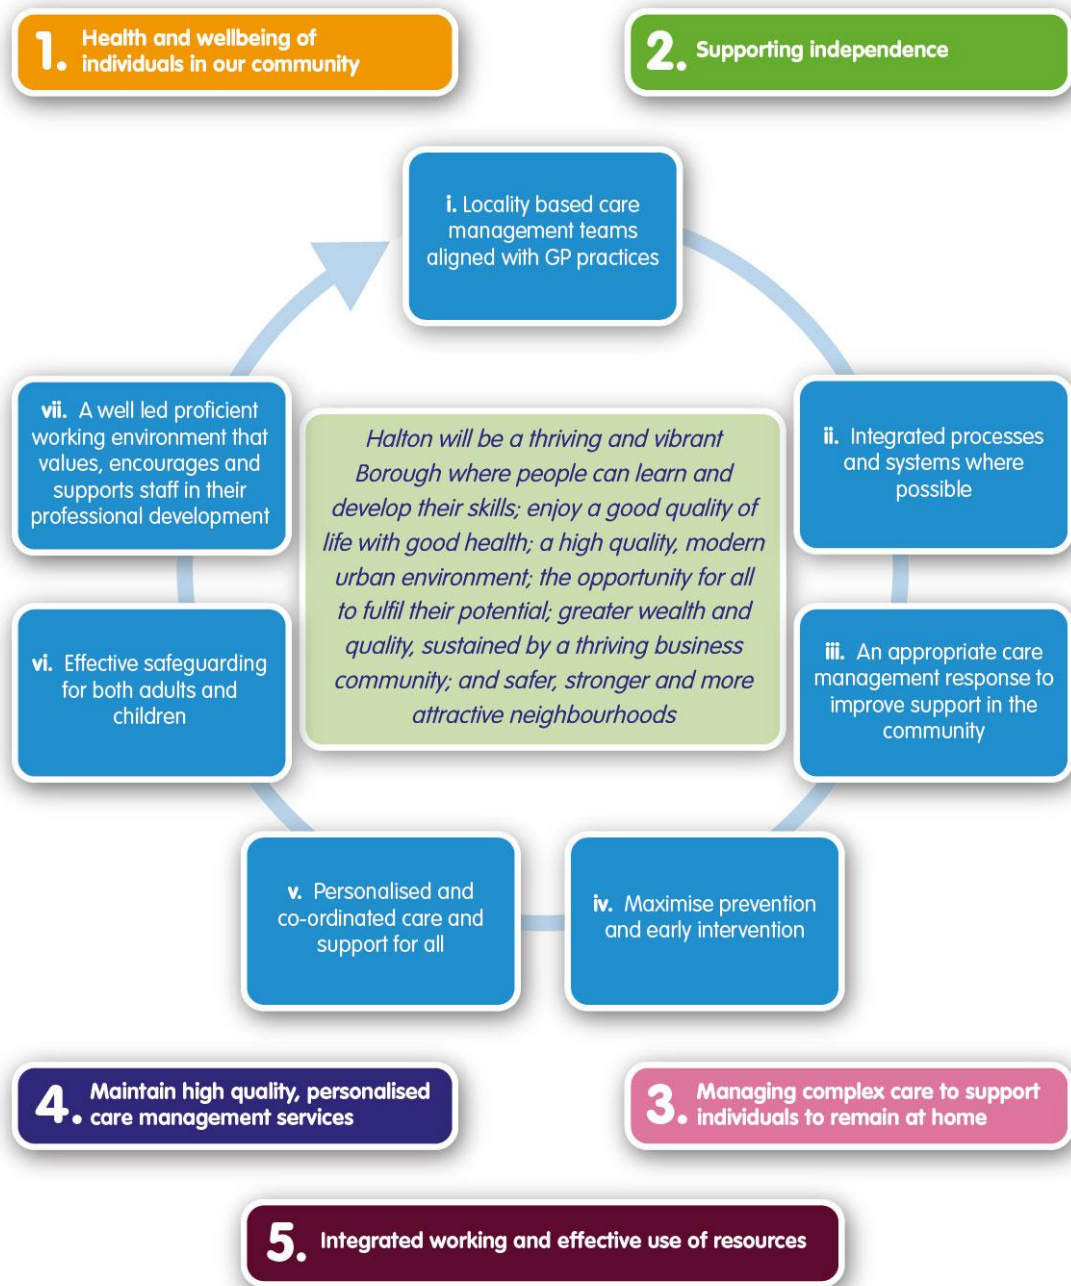 1. Health and wellbeing of
individuals in our community
2. Supporting independence
i. Locality based care
management teams
aligned with GP practices
vii. A well led proficient
working environment that
values, encourages and
supports staff in their
professional development
Halton will be a thriving and vibrant
Borough where people can learn and
develop their skills; enjoy a good quality of
life with good health; a high quality, modern
urban environment; the opportunity for all
to fulfil their potential; greater wealth and
quality, sustained by a thriving business
community; and safer, stronger and more
attractive neighbourhoods
ii. Integrated processes
and systems where
possible
vi. Effective safeguarding
for both adults and
children
iii. An appropriate care
management response to
improve support in the
community
v. Personalised and
co-ordinated care and
support for all
iv. Maximise prevention
and early intervention
4. Maintain high quality, personalised
care management services
3. Managing complex care to support
individuals to remain at home
5. Integrated working and effective use of resources